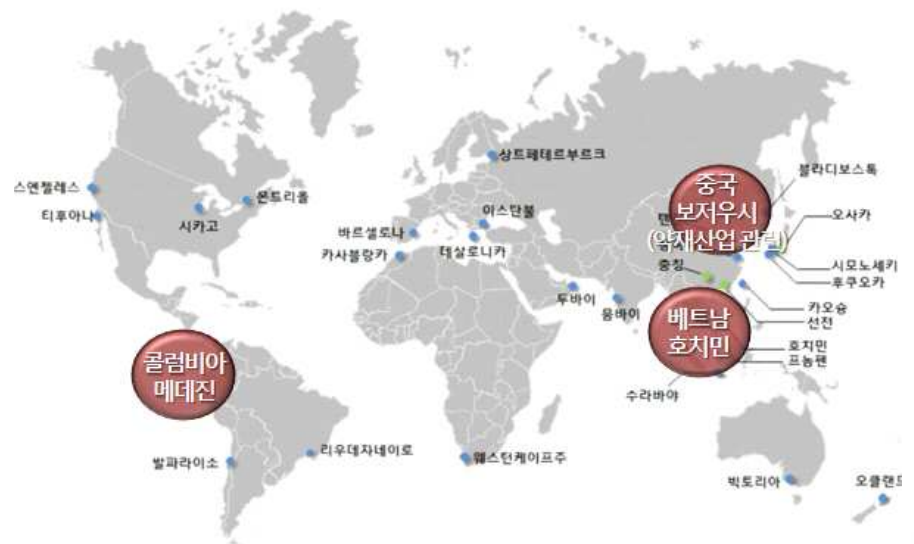 상트페테르부르크
블라디보스톡
중국
보저우시
(약재산업 관련)
스엔젤레스
몬트리올
티후아나
시카고
이스탄불
바르셀로나
데살로니카
카사블랑카
오사카
시모노세키
후쿠오카
충칭
두바이
뭄바이
카오슝
선전
베트남
호치민
호치민
프놈펜
수라바야
콜럼비아
메데진
발파라이소
리우데자네이로
웨스턴케이프주
빅토리아
오클랜드